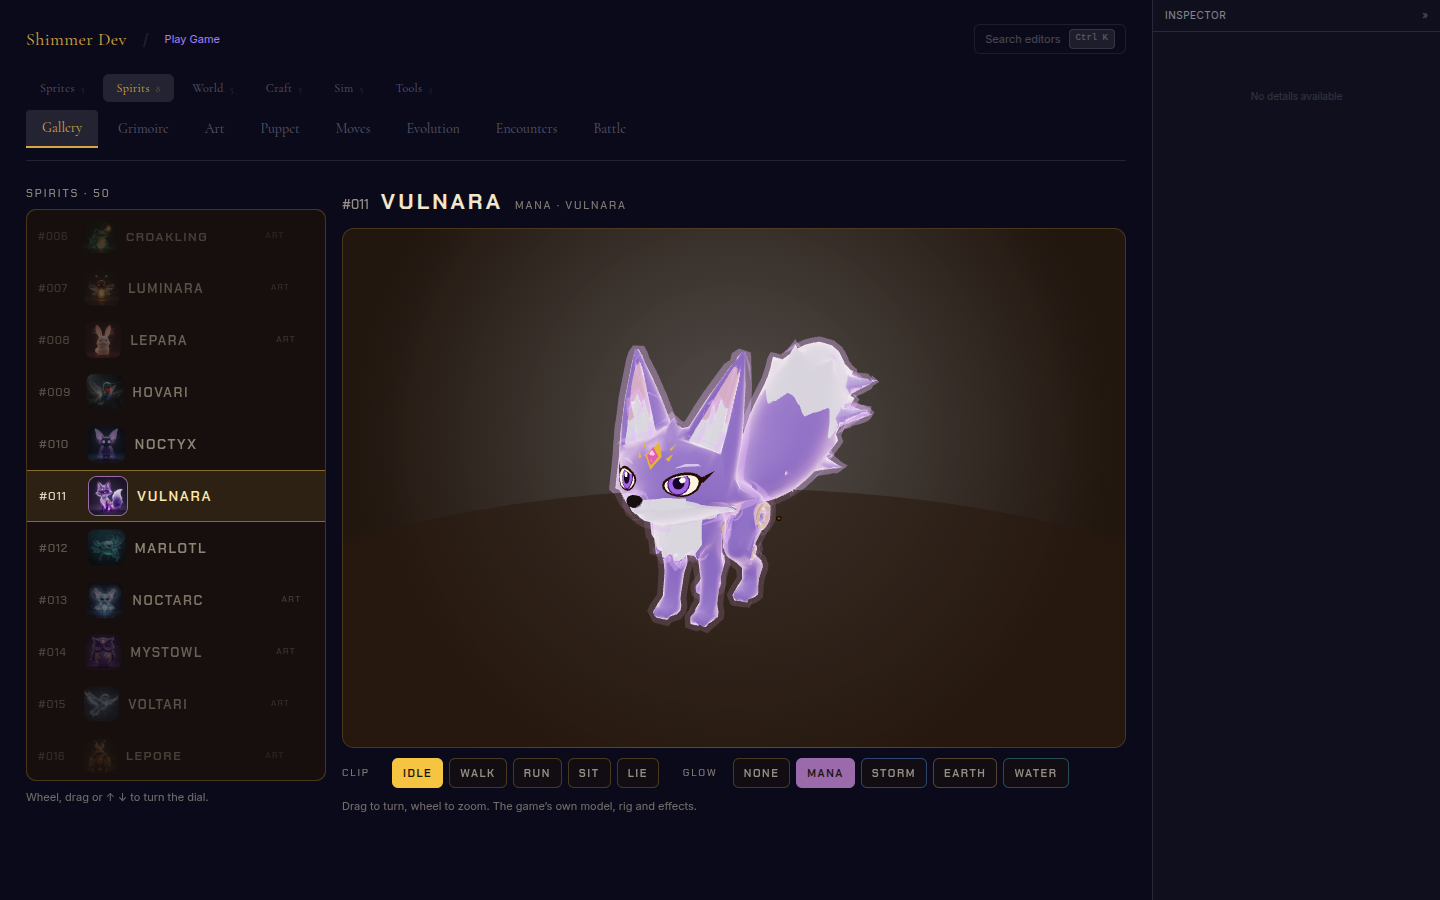 Shimmer Dev / Play Game
Search editors Ctrl K
Sprites Spirits 8 World Craft Sim Tools
Gallery Grimoire Art Puppet Moves Evolution Encounters Battle
SPIRITS · 50
#006 CROAKLING ART
#007 LUMINARA ART
#008 LEPARA ART
#009 HOVARI
#010 NOCTYX
#011 VULNARA
#012 MARLOTL
#013 NOCTARC ART
#014 MYSTOWL ART
#015 VOLTARI ART
#016 LEPORE ART
Wheel, drag or ↑ ↓ to turn the dial.
#011 VULNARA MANA · VULNARA
CLIP IDLE WALK RUN SIT LIE GLOW NONE MANA STORM EARTH WATER
Drag to turn, wheel to zoom. The game's own model, rig and effects.
INSPECTOR »
No details available